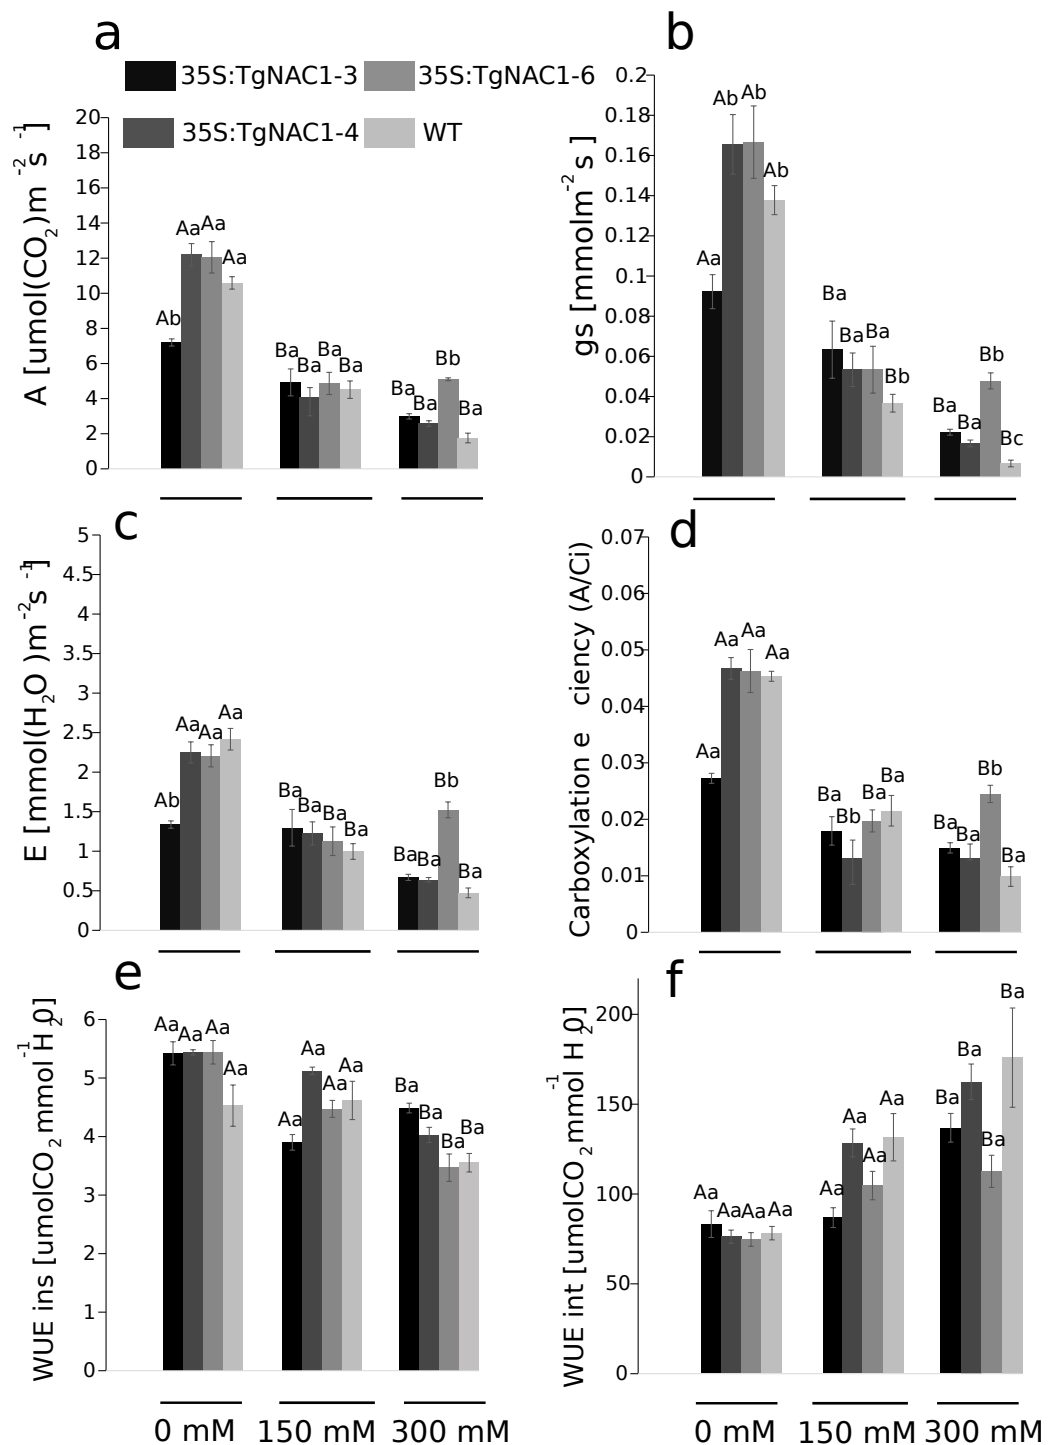 a
35S:TgNAC1-3 35S:TgNAC1-6
35S:TgNAC1-4 WT
A [umol(CO2)m-2s-1]
20
18
16
14
12
10
8
6
4
2
0
Ab Aa Aa Aa
Ba Ba Ba Ba
Ba Ba Bb Ba
b
gs [mmolm-2s]
0.2
0.18
0.16
0.14
0.12
0.1
0.08
0.06
0.04
0.02
0
Aa Ab Ab Ab
Ba Ba Ba Bb
Ba Ba Bb Bc
c
E [mmol(H2O)m-2s-1]
5
4.5
4
3.5
3
2.5
2
1.5
1
0.5
0
Ab Aa Aa Aa
Ba Ba Ba Ba
Ba Ba Bb Ba
d
Carboxylation e ciency (A/Ci)
0.07
0.06
0.05
0.04
0.03
0.02
0.01
0
Aa Aa Aa Aa
Ba Bb Ba Ba
Ba Ba Bb Ba
e
WUE ins [umolCO2 mmol-1 H20]
6
5
4
3
2
1
0
Aa Aa Aa Aa
Aa Aa Aa Aa
Ba Ba Ba Ba
0 mM 150 mM 300 mM
f
WUE int [umolCO2 mmol-1 H20]
200
150
100
50
0
Aa Aa Aa Aa
Aa Aa Aa Aa
Ba Ba Ba Ba
0 mM 150 mM 300 mM